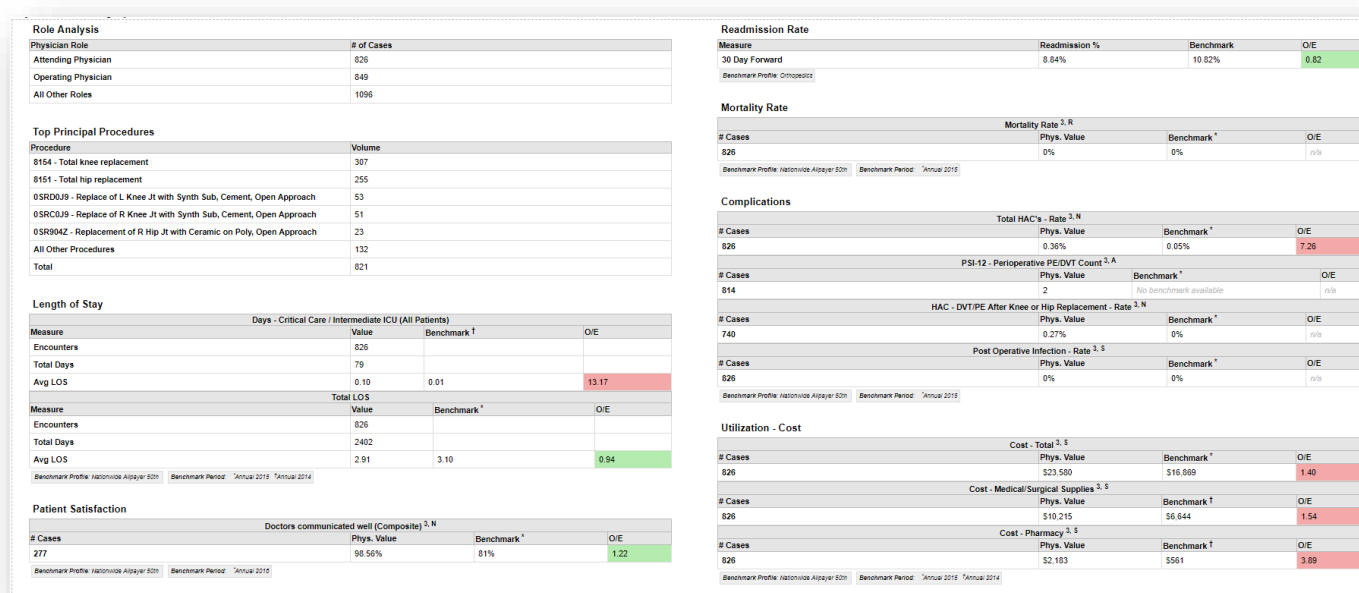 Role Analysis
Physician Role # of Cases
Attending Physician 826
Operating Physician 849
All Other Roles 1096
Top Principal Procedures
Procedure Volume
8154 - Total knee replacement 307
8151 - Total hip replacement 255
0SRD0J9 - Replace of L Knee Jt with Synth Sub, Cement, Open Approach 53
0SRC0J9 - Replace of R Knee Jt with Synth Sub, Cement, Open Approach 51
0SR904Z - Replacement of R Hip Jt with Ceramic on Poly, Open Approach 23
All Other Procedures 132
Total 821
Length of Stay
Days - Critical Care / Intermediate ICU (All Patients)
Measure Value Benchmark † O/E
Encounters 826
Total Days 79
Avg LOS 0.10 0.01 13.17
Total LOS
Measure Value Benchmark * O/E
Encounters 826
Total Days 2402
Avg LOS 2.91 3.10 0.94
Benchmark Profile: Nationwide Allpayer 50th Benchmark Period: *Annual 2015 †Annual 2014
Patient Satisfaction
Doctors communicated well (Composite) 3, N
# Cases Phys. Value Benchmark * O/E
277 98.56% 81% 1.22
Benchmark Profile: Nationwide Allpayer 50th Benchmark Period: *Annual 2015
Readmission Rate
Measure Readmission % Benchmark O/E
30 Day Forward 8.84% 10.82% 0.82
Benchmark Profile: Orthopedics
Mortality Rate
Mortality Rate 3, R
# Cases Phys. Value Benchmark * O/E
826 0% 0% n/a
Benchmark Profile: Nationwide Allpayer 50th Benchmark Period: *Annual 2015
Complications
Total HAC's - Rate 3, N
# Cases Phys. Value Benchmark * O/E
826 0.36% 0.05% 7.26
PSI-12 - Perioperative PE/DVT Count 3, A
# Cases Phys. Value Benchmark * O/E
814 2 No benchmark available n/a
HAC - DVT/PE After Knee or Hip Replacement - Rate 3, N
# Cases Phys. Value Benchmark * O/E
740 0.27% 0% n/a
Post Operative Infection - Rate 3, S
# Cases Phys. Value Benchmark * O/E
826 0% 0% n/a
Benchmark Profile: Nationwide Allpayer 50th Benchmark Period: *Annual 2015
Utilization - Cost
Cost - Total 3, S
# Cases Phys. Value Benchmark * O/E
826 $23,580 $16,869 1.40
Cost - Medical/Surgical Supplies 3, S
# Cases Phys. Value Benchmark † O/E
826 $10,215 $6,644 1.54
Cost - Pharmacy 3, S
# Cases Phys. Value Benchmark † O/E
826 $2,183 $561 3.89
Benchmark Profile: Nationwide Allpayer 50th Benchmark Period: *Annual 2015 †Annual 2014